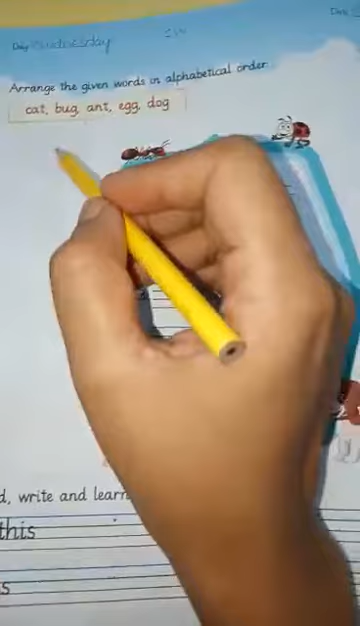 Day Wednesday
Arrange the given words in alphabetical order.
cat, bug, ant, egg, dog
d, write and learn
this
s